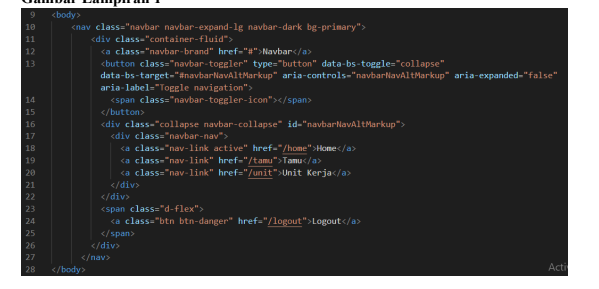 Gambar Lampiran 1
9 <body>
10 <nav class="navbar navbar-expand-lg navbar-dark bg-primary">
11 <div class="container-fluid">
12 <a class="navbar-brand" href="#">Navbar</a>
13 <button class="navbar-toggler" type="button" data-bs-toggle="collapse"
data-bs-target="#navbarNavAltMarkup" aria-controls="navbarNavAltMarkup" aria-expanded="false"
aria-label="Toggle navigation">
14 <span class="navbar-toggler-icon"></span>
15 </button>
16 <div class="collapse navbar-collapse" id="navbarNavAltMarkup">
17 <div class="navbar-nav">
18 <a class="nav-link active" href="/home">Home</a>
19 <a class="nav-link" href="/tamu">Tamu</a>
20 <a class="nav-link" href="/unit">Unit Kerja</a>
21 </div>
22 </div>
23 <span class="d-flex">
24 <a class="btn btn-danger" href="/logout">Logout</a>
25 </span>
26 </div>
27 </nav>
28 </body>
Acti